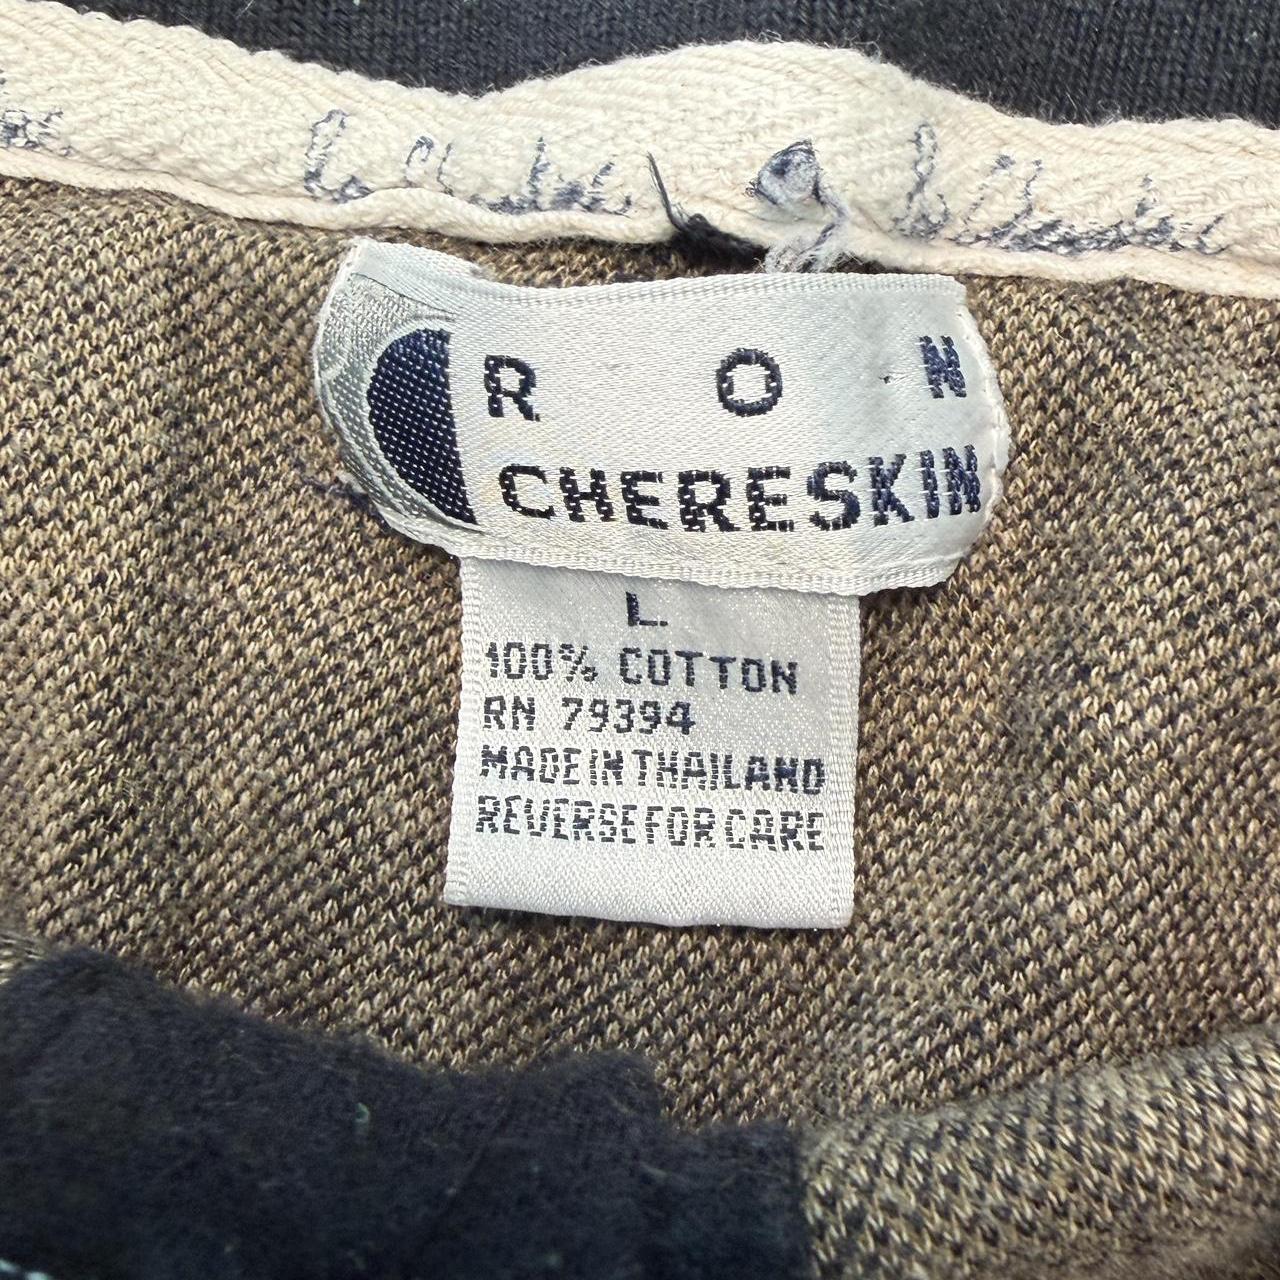 R O N
CHERESKIN
L.
100% COTTON
RN 79394
MADE IN THAILAND
REVERSE FOR CARE